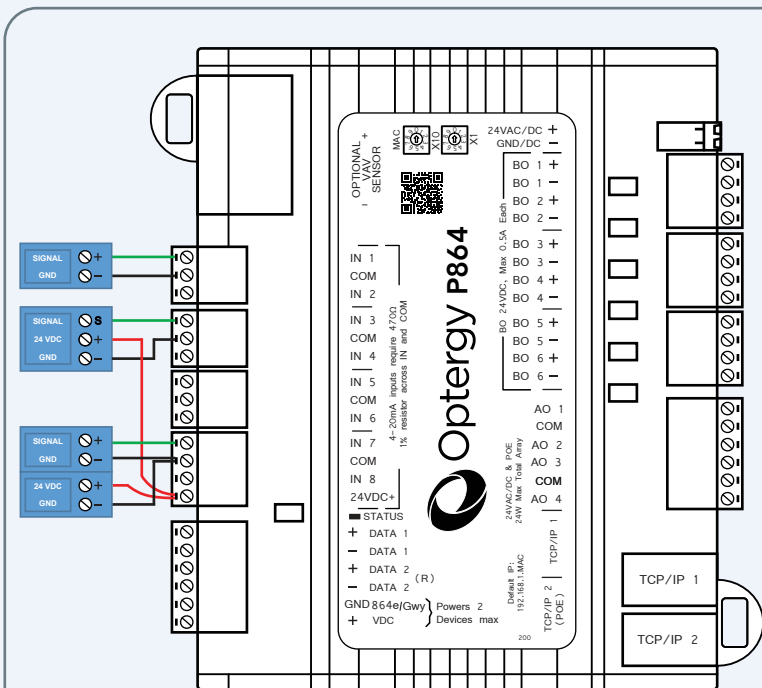 SIGNAL +
GND −
SIGNAL S
24 VDC +
GND −
SIGNAL +
GND −
24 VDC +
GND −
− OPTIONAL +
VAV
SENSOR
MAC
X10
X1
IN 1
COM
IN 2
IN 3
COM
IN 4
IN 5
COM
IN 6
IN 7
COM
IN 8
24VDC+
4-20mA inputs require 470Ω
1% resistor across IN and COM
STATUS
+ DATA 1
− DATA 1
+ DATA 2
− DATA 2
(R)
GND 864e/Gwy
+ VDC
Powers 2
Devices max
Optergy P864
24VAC/DC +
GND/DC −
BO 1 +
BO 1 −
BO 2 +
BO 2 −
BO 3 +
BO 3 −
BO 4 +
BO 4 −
BO 5 +
BO 5 −
BO 6 +
BO 6 −
BO 24VDC, Max 0.5A Each
AO 1
COM
AO 2
AO 3
COM
AO 4
24VAC/DC & POE
24W Max Total Array
Default IP:
192.168.1.MAC
TCP/IP 1
TCP/IP 2
(POE)
200
TCP/IP 1
TCP/IP 2